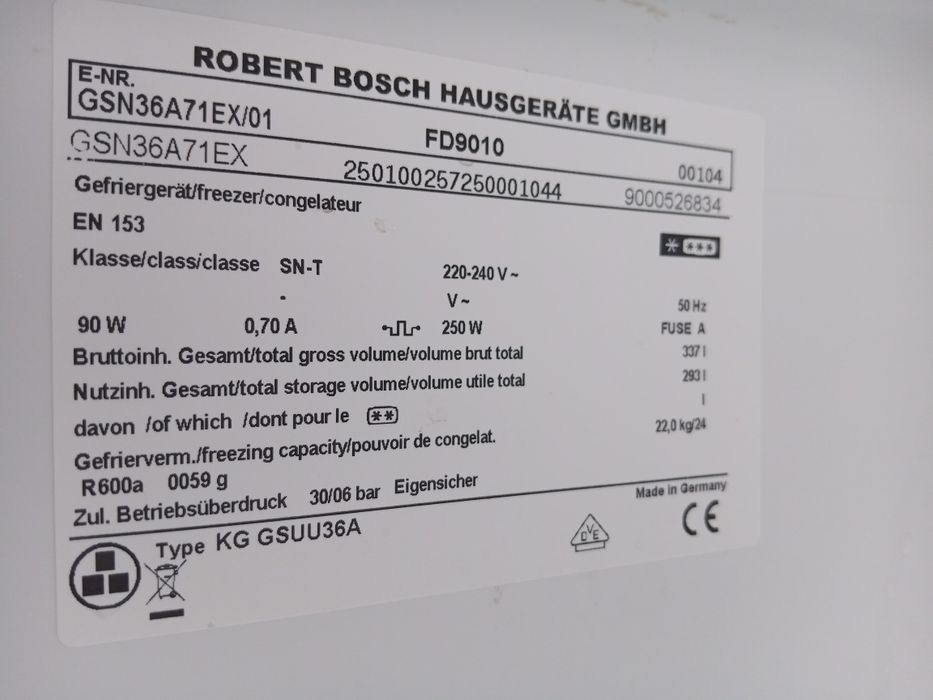 ROBERT BOSCH HAUSGERÄTE GMBH
E-NR.
GSN36A71EX/01 FD9010 00104
GSN36A71EX 250100257250001044 9000526834
Gefriergerät/freezer/congelateur
EN 153
Klasse/class/classe SN-T 220-240 V ~
- V ~ 50 Hz
90 W 0,70 A 250 W FUSE A
Bruttoinh. Gesamt/total gross volume/volume brut total 337 l
Nutzinh. Gesamt/total storage volume/volume utile total 293 l
davon /of which /dont pour le ** l
Gefrierverm./freezing capacity/pouvoir de congelat. 22,0 kg/24
R600a 0059 g
Zul. Betriebsüberdruck 30/06 bar Eigensicher
Made in Germany
Type KG GSUU36A
DVE
CE